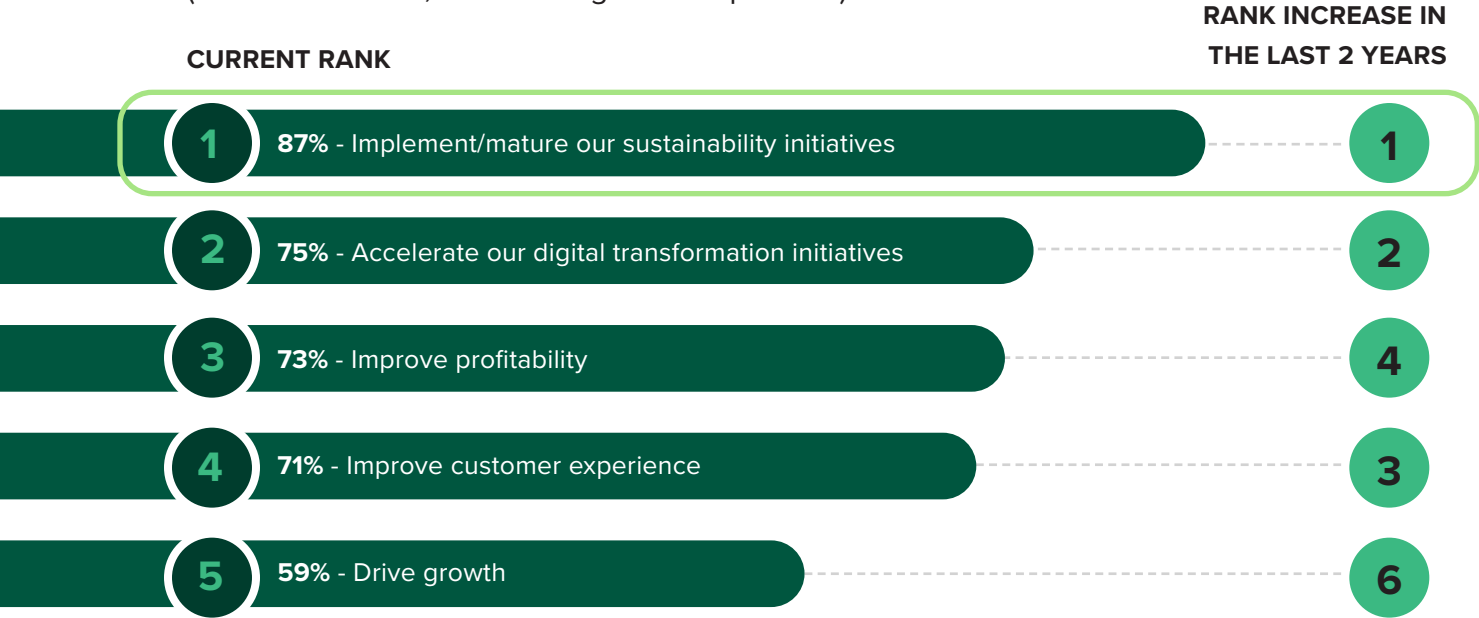 RANK INCREASE IN
THE LAST 2 YEARS
CURRENT RANK
1 87% - Implement/mature our sustainability initiatives 1
2 75% - Accelerate our digital transformation initiatives 2
3 73% - Improve profitability 4
4 71% - Improve customer experience 3
5 59% - Drive growth 6